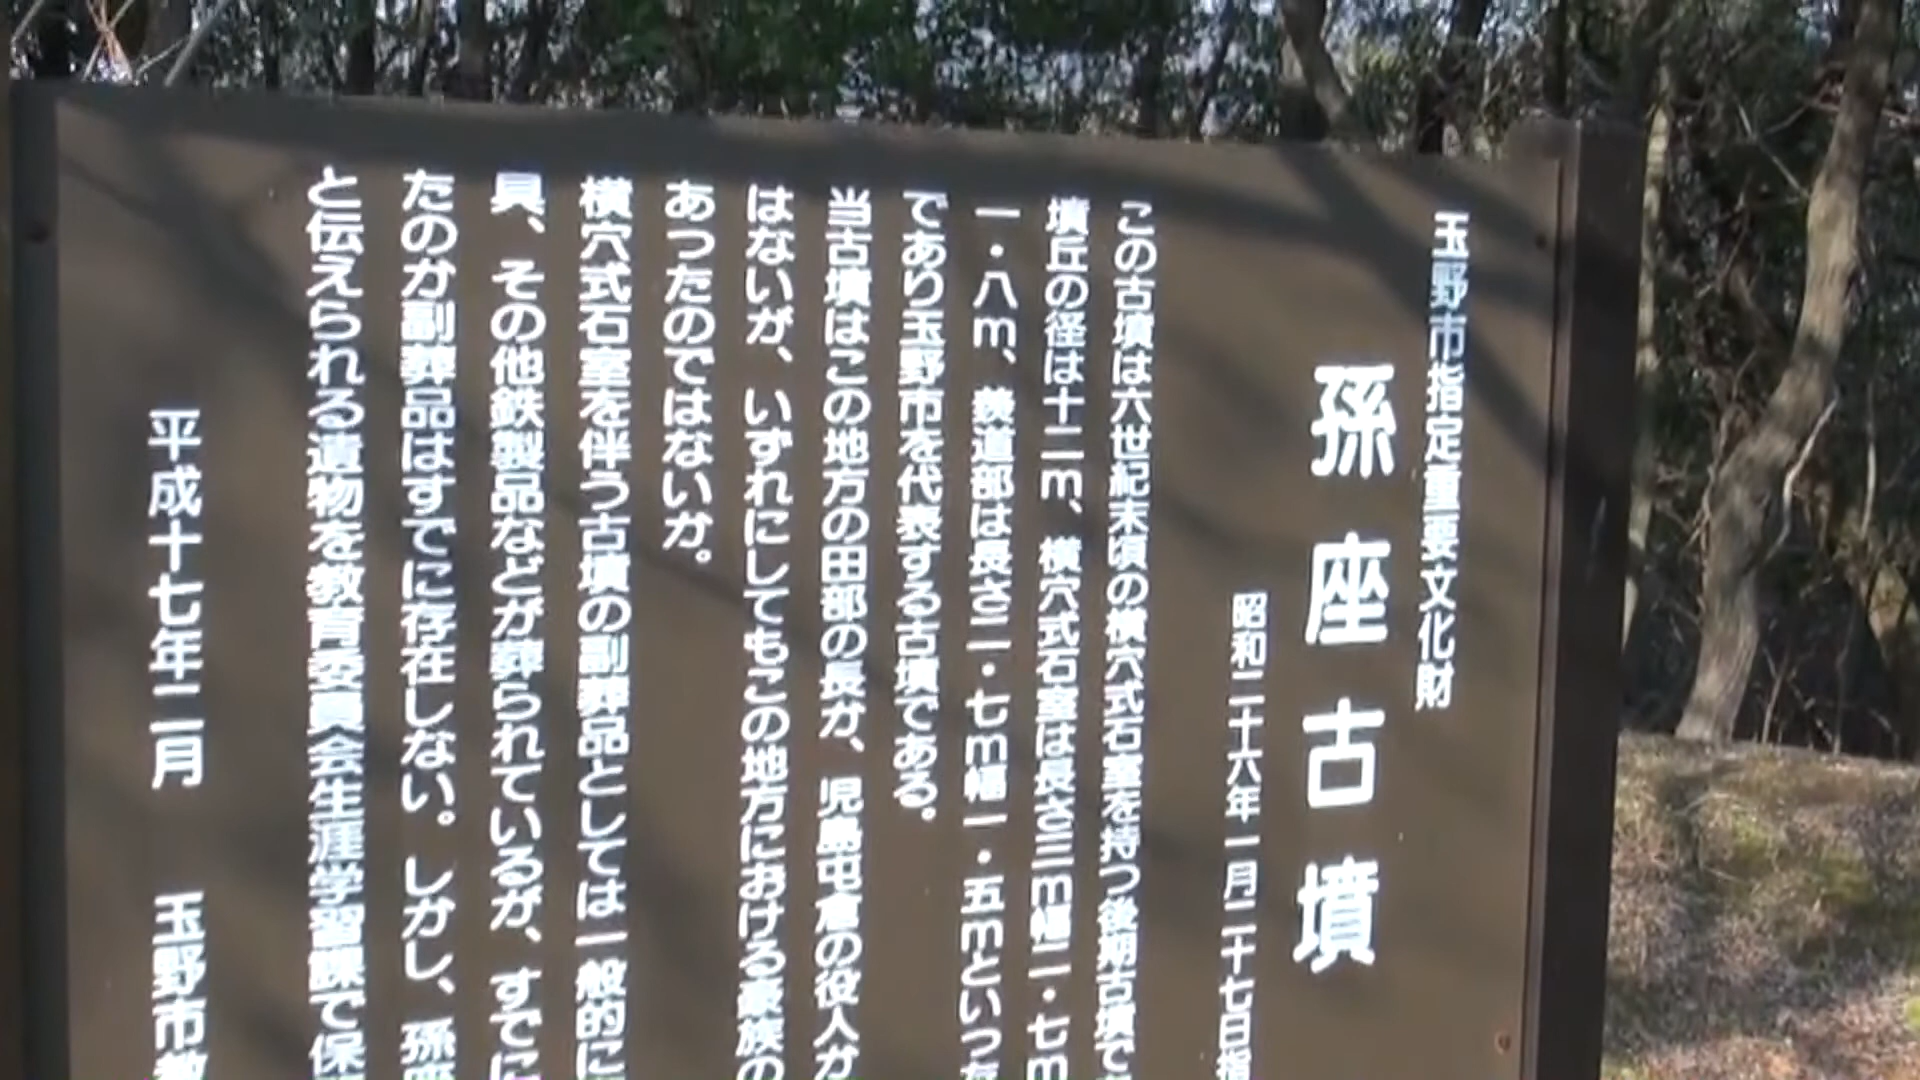 玉野市指定重要文化財
孫座古墳
昭和二十六年一月二十七日指
この古墳は六世紀末頃の横穴式石室を持つ後期古墳で
墳丘の径は十二m、横穴式石室は長さ三m幅二・七m
一・八m、羨道部は長さ二・七m幅一・五mといった
であり玉野市を代表する古墳である。
当古墳はこの地方の田部の長か、児島屯倉の役人か
はないが、いずれにしてもこの地方における豪族の
あったのではないか。
横穴式石室を伴う古墳の副葬品としては一般的に
具、その他鉄製品などが葬られているが、すでに
たのか副葬品はすでに存在しない。しかし、孫座
と伝えられる遺物を教育委員会生涯学習課で保
平成十七年二月 玉野市教